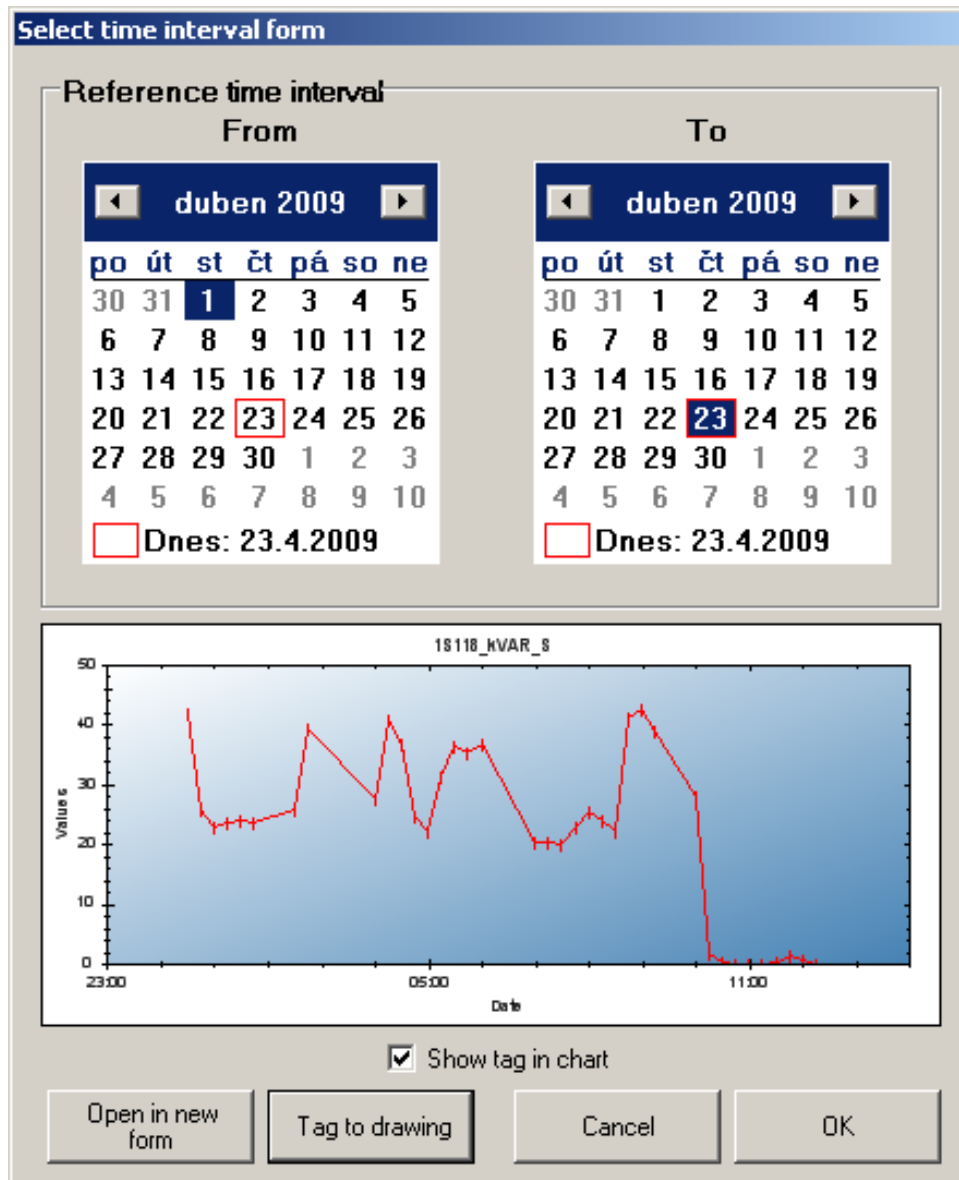 Select time interval form
Reference time interval
From
duben 2009
po út st čt pá so ne
30 31 1 2 3 4 5
6 7 8 9 10 11 12
13 14 15 16 17 18 19
20 21 22 23 24 25 26
27 28 29 30 1 2 3
4 5 6 7 8 9 10
Dnes: 23.4.2009
To
duben 2009
po út st čt pá so ne
30 31 1 2 3 4 5
6 7 8 9 10 11 12
13 14 15 16 17 18 19
20 21 22 23 24 25 26
27 28 29 30 1 2 3
4 5 6 7 8 9 10
Dnes: 23.4.2009
1S118_kVAR_S
Values
50
40
30
20
10
0
23:00 05:00 11:00
Date
Show tag in chart
Open in new
form
Tag to drawing
Cancel
OK